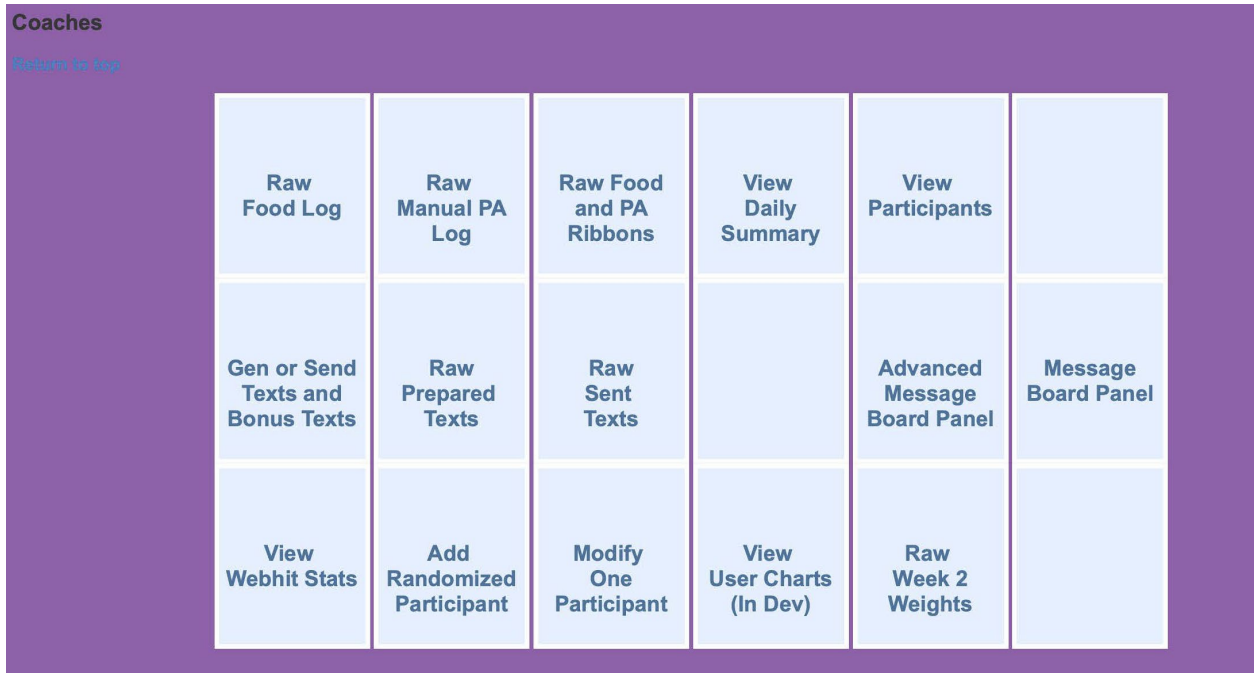 Coaches
Return to top
Raw
Food Log
Raw
Manual PA
Log
Raw Food
and PA
Ribbons
View
Daily
Summary
View
Participants
Gen or Send
Texts and
Bonus Texts
Raw
Prepared
Texts
Raw
Sent
Texts
Advanced
Message
Board Panel
Message
Board Panel
View
Webhit Stats
Add
Randomized
Participant
Modify
One
Participant
View
User Charts
(In Dev)
Raw
Week 2
Weights